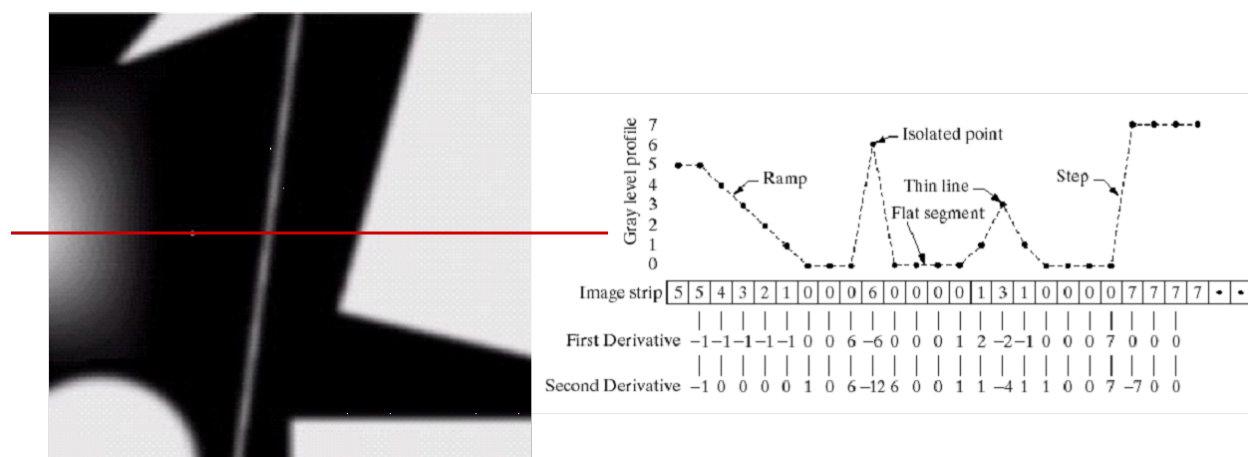 Gray level profile
7
6
5
4
3
2
1
0
Isolated point
Ramp
Thin line
Flat segment
Step
Image strip 5 5 4 3 2 1 0 0 0 6 0 0 0 0 1 3 1 0 0 0 0 7 7 7 7 • •
First Derivative −1 −1 −1 −1 −1 0 0 6 −6 0 0 0 1 2 −2 −1 0 0 0 7 0 0 0
Second Derivative −1 0 0 0 0 1 0 6 −12 6 0 0 1 1 −4 1 1 0 0 7 −7 0 0